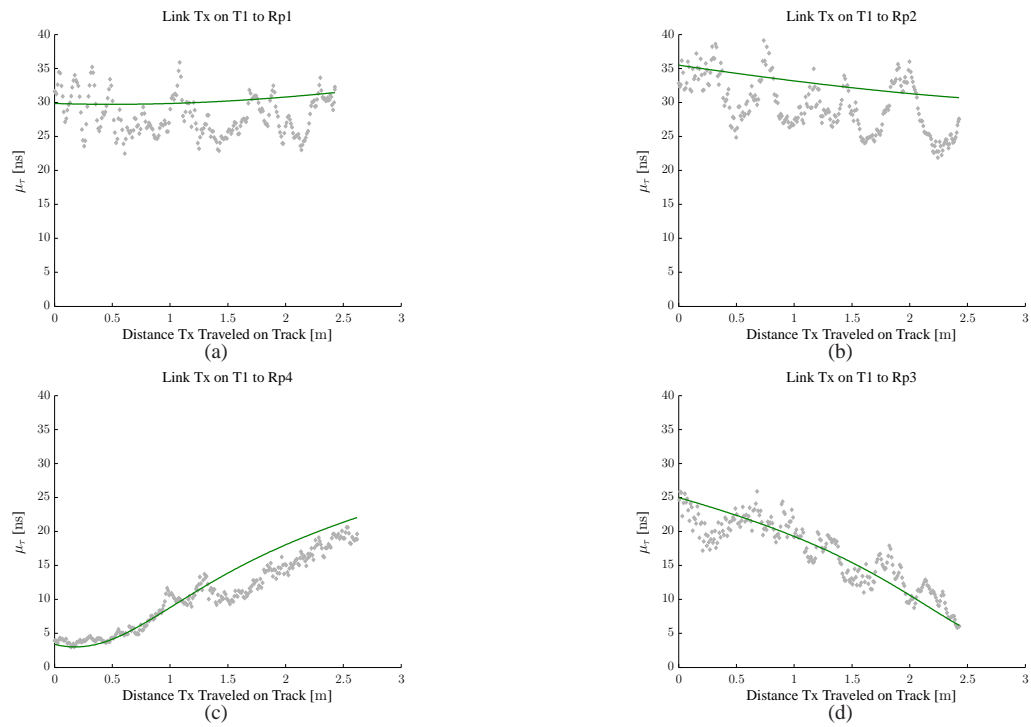 Link Tx on T1 to Rp1
40
35
30
25
20
15
10
5
0
μτ [ns]
0 0.5 1 1.5 2 2.5 3
Distance Tx Traveled on Track [m]
(a)
Link Tx on T1 to Rp2
40
35
30
25
20
15
10
5
0
μτ [ns]
0 0.5 1 1.5 2 2.5 3
Distance Tx Traveled on Track [m]
(b)
Link Tx on T1 to Rp4
40
35
30
25
20
15
10
5
0
μτ [ns]
0 0.5 1 1.5 2 2.5 3
Distance Tx Traveled on Track [m]
(c)
Link Tx on T1 to Rp3
40
35
30
25
20
15
10
5
0
μτ [ns]
0 0.5 1 1.5 2 2.5 3
Distance Tx Traveled on Track [m]
(d)